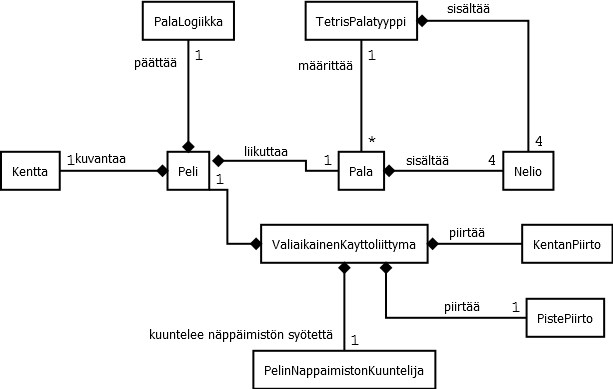 sisältää
PalaLogiikka
TetrisPalatyyppi
1
1
päättää
määrittää
*
4
1
kuvantaa
liikuttaa
1
sisältää
4
Kentta
Peli
Pala
Nelio
1
ValiaikainenKayttoliittyma
piirtää
KentanPiirto
piirtää
1
PistePiirto
kuuntelee näppäimistön syötettä
1
PelinNappaimistonKuuntelija